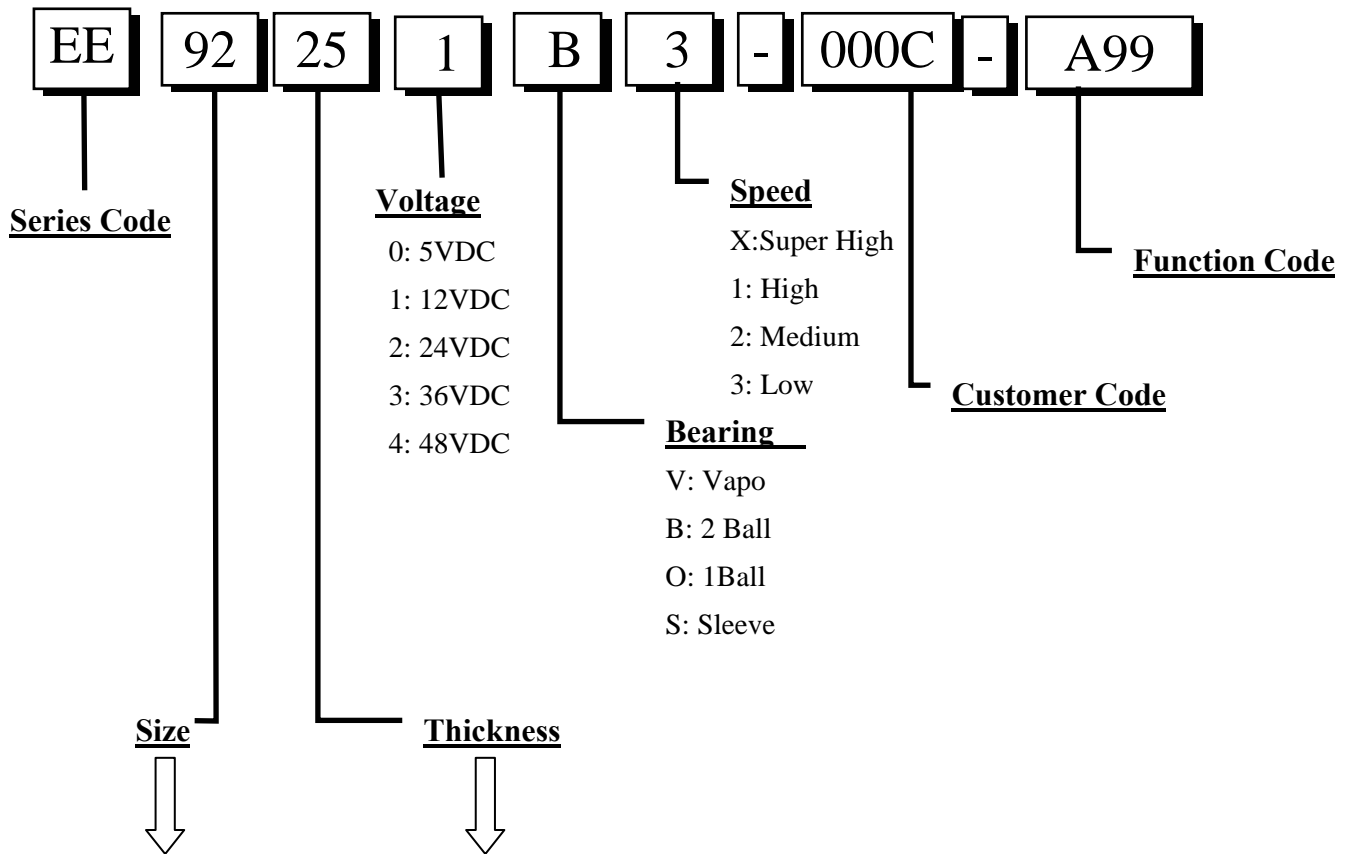 EE 92 25 1 B 3 - 000C - A99
Series Code
Voltage
0: 5VDC
1: 12VDC
2: 24VDC
3: 36VDC
4: 48VDC
Speed
X:Super High
1: High
2: Medium
3: Low
Function Code
Customer Code
Bearing
V: Vapo
B: 2 Ball
O: 1Ball
S: Sleeve
Size
Thickness